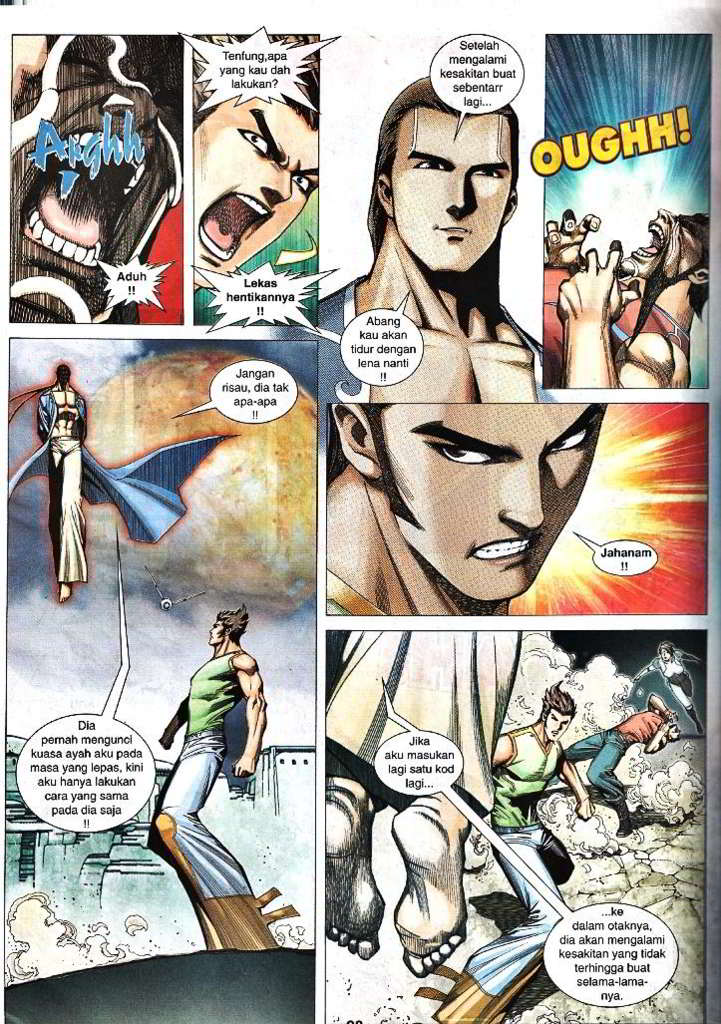 Arghh
Aduh
!!
Tenfung,apa
yang kau dah
lakukan?
Lekas
hentikannya
!!
Setelah
mengalami
kesakitan buat
sebentarr
lagi...
Abang
kau akan
tidur dengan
lena nanti
!!
OUGHH!
Jangan
risau, dia tak
apa-apa
!!
Dia
pernah mengunci
kuasa ayah aku pada
masa yang lepas, kini
aku hanya lakukan
cara yang sama
pada dia saja
!!
Jahanam
!!
Jika
aku masukan
lagi satu kod
lagi...
...ke
dalam otaknya,
dia akan mengalami
kesakitan yang tidak
terhingga buat
selama-lama-
nya.